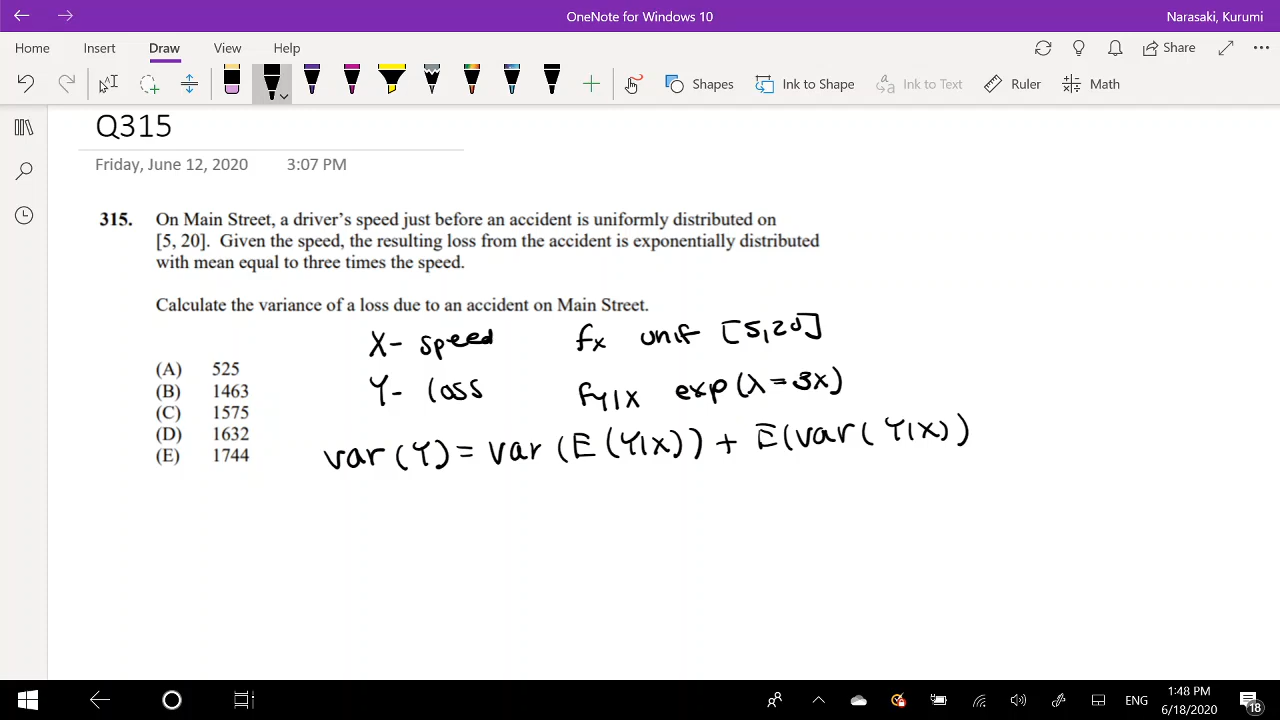 OneNote for Windows 10
Narasaki, Kurumi
Home Insert Draw View Help
Share
Shapes Ink to Shape Ink to Text Ruler Math
Q315
Friday, June 12, 2020 3:07 PM
315. On Main Street, a driver's speed just before an accident is uniformly distributed on
[5, 20]. Given the speed, the resulting loss from the accident is exponentially distributed
with mean equal to three times the speed.
Calculate the variance of a loss due to an accident on Main Street.
X- speed fx unif [5,20]
(A) 525
(B) 1463
Y- loss fY|X exp(λ=3X)
(C) 1575
(D) 1632
(E) 1744
var(Y) = var(E(Y|X)) + E(var(Y|X))
ENG
1:48 PM
6/18/2020
18